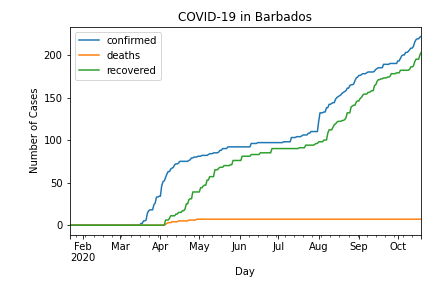 COVID-19 in Barbados
confirmed
deaths
recovered
Number of Cases
200
150
100
50
0
Feb Mar Apr May Jun Jul Aug Sep Oct
2020
Day